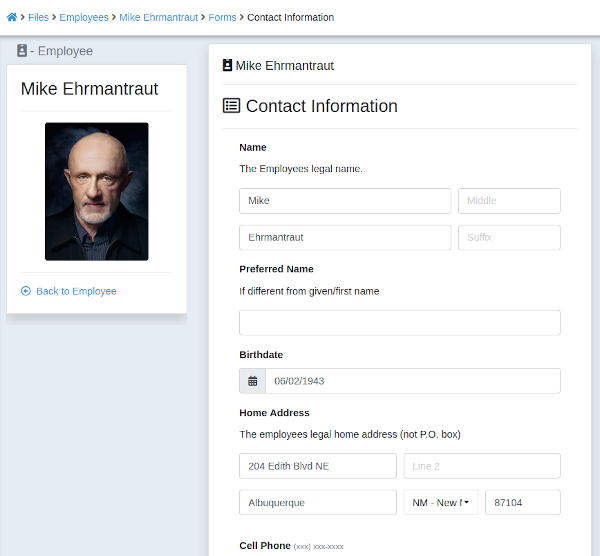 Files > Employees > Mike Ehrmantraut > Forms > Contact Information
- Employee
Mike Ehrmantraut
Back to Employee
Mike Ehrmantraut
Contact Information
Name
The Employees legal name.
Mike Middle
Ehrmantraut Suffix
Preferred Name
If different from given/first name
Birthdate
06/02/1943
Home Address
The employees legal home address (not P.O. box)
204 Edith Blvd NE Line 2
Albuquerque NM - New 87104
Cell Phone (xxx) xxx-xxxx